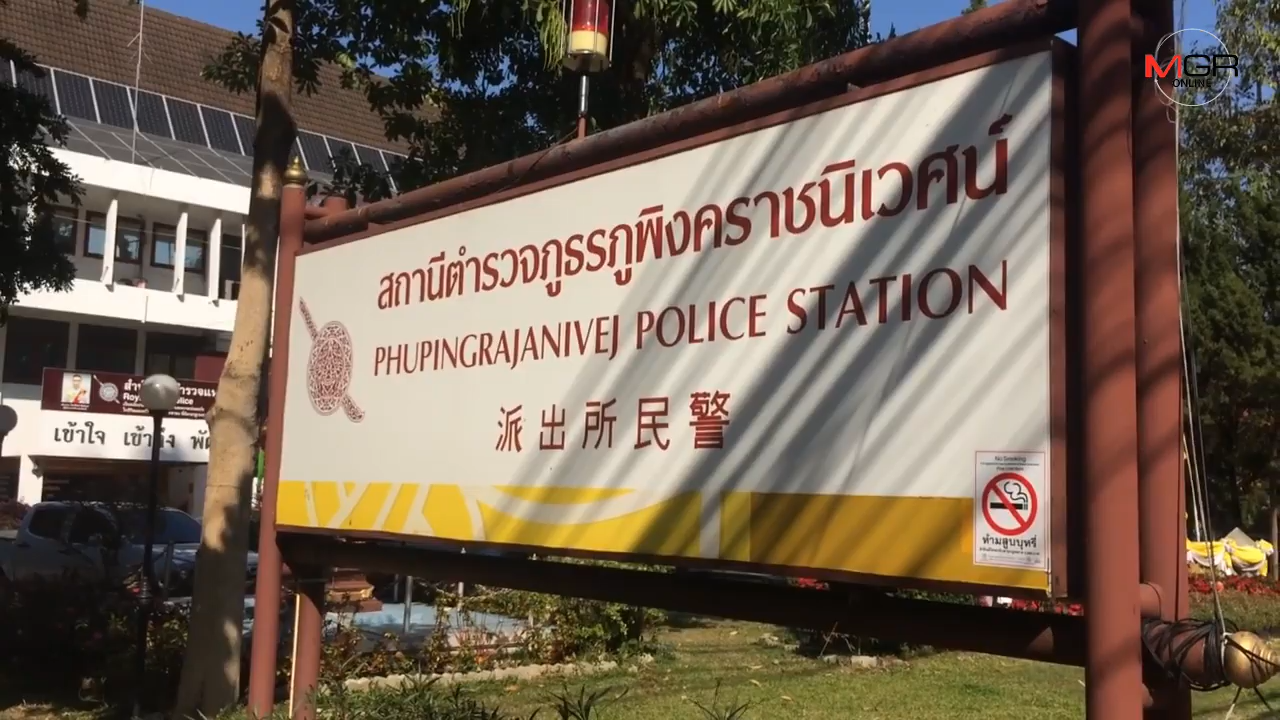 MGR
ONLINE
สถานีตำรวจภูธรภูพิงคราชนิเวศน์
PHUPINGRAJANIVEJ POLICE STATION
派出所民警
No Smoking
ห้ามสูบบุหรี่
เข้าใจ เข้าถึง